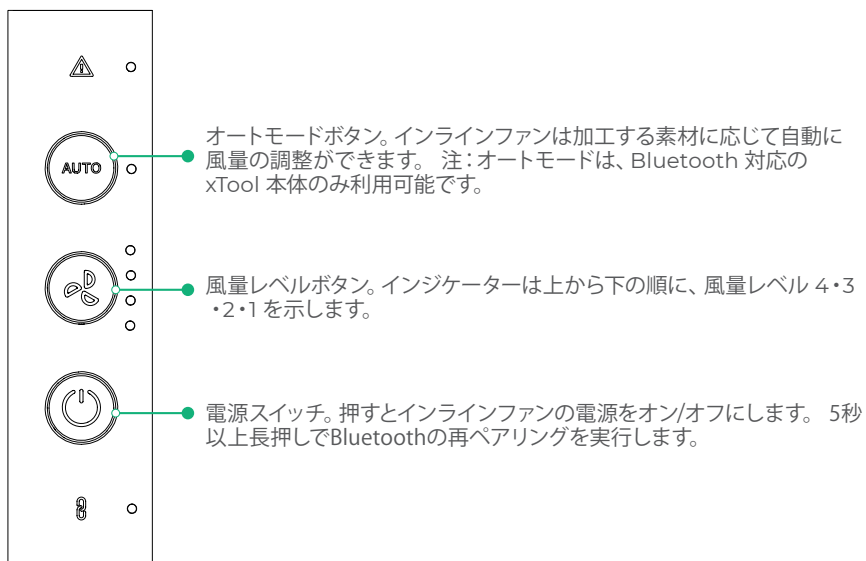 オートモードボタン。インラインファンは加工する素材に応じて自動に
風量の調整ができます。 注：オートモードは、Bluetooth 対応の
xTool 本体のみ利用可能です。
AUTO
風量レベルボタン。インジケーターは上から下の順に、風量レベル 4・3
・2・1 を示します。
電源スイッチ。押すとインラインファンの電源をオン/オフにします。 5秒
以上長押しでBluetoothの再ペアリングを実行します。